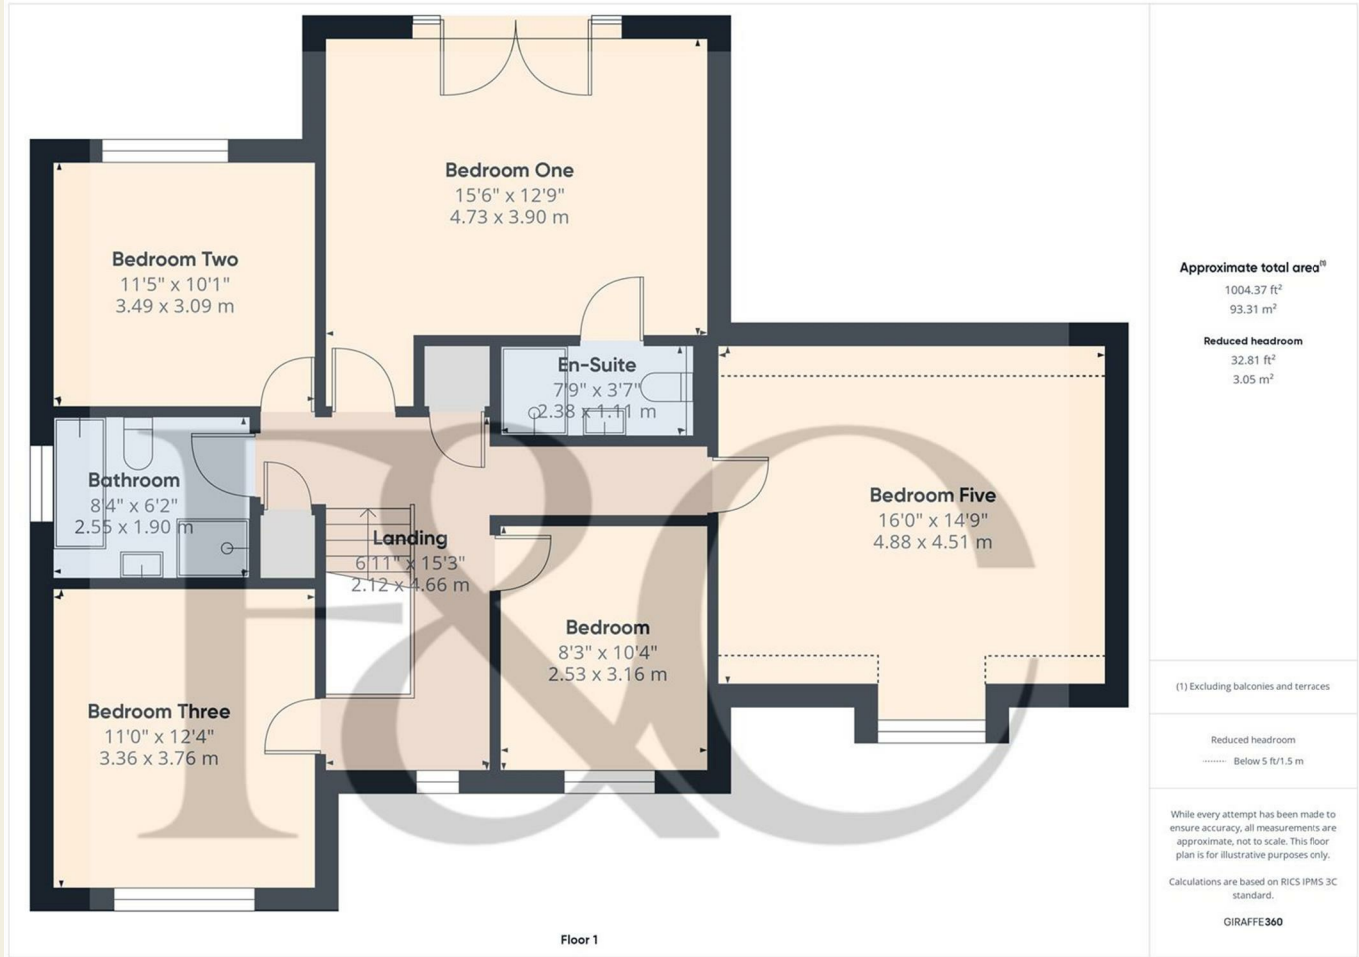 Bedroom One
15'6" x 12'9"
4.73 x 3.90 m
Bedroom Two
11'5" x 10'1"
3.49 x 3.09 m
En-Suite
7'9" x 3'7"
2.38 x 1.11 m
Bathroom
8'4" x 6'2"
2.55 x 1.90 m
Landing
6'11" x 15'3"
2.12 x 4.66 m
Bedroom Five
16'0" x 14'9"
4.88 x 4.51 m
Bedroom
8'3" x 10'4"
2.53 x 3.16 m
Bedroom Three
11'0" x 12'4"
3.36 x 3.76 m
F&C
Floor 1
Approximate total area(1)
1004.37 ft²
93.31 m²
Reduced headroom
32.81 ft²
3.05 m²
(1) Excluding balconies and terraces
Reduced headroom
Below 5 ft/1.5 m
While every attempt has been made to
ensure accuracy, all measurements are
approximate, not to scale. This floor
plan is for illustrative purposes only.
Calculations are based on RICS IPMS 3C
standard.
GIRAFFE360